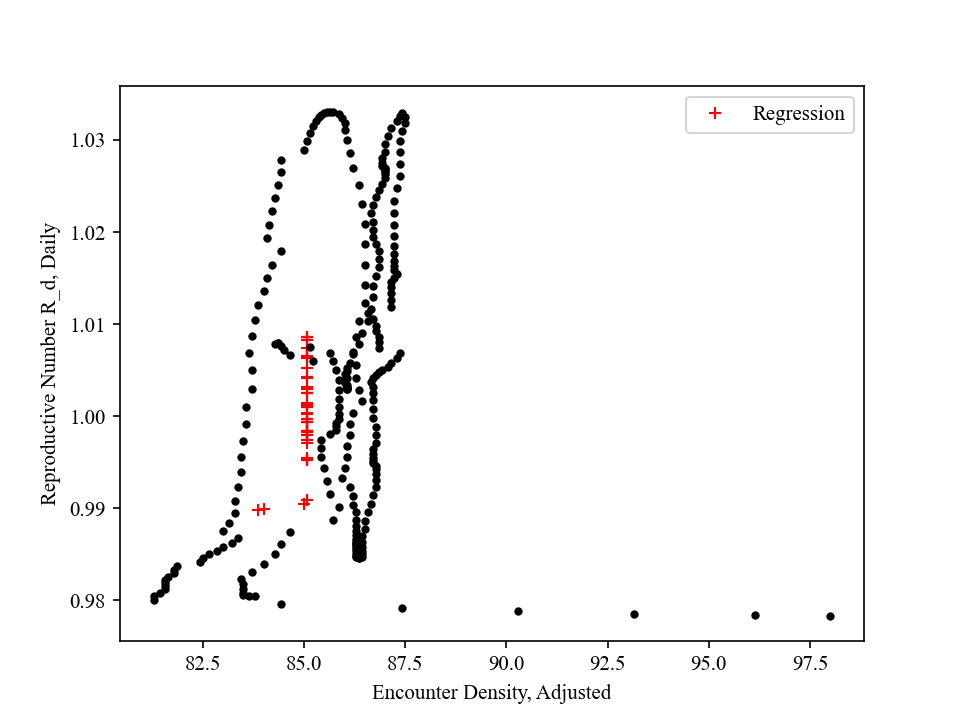 Regression
1.03
1.02
1.01
1.00
0.99
0.98
Reproductive Number R_d, Daily
82.5 85.0 87.5 90.0 92.5 95.0 97.5
Encounter Density, Adjusted